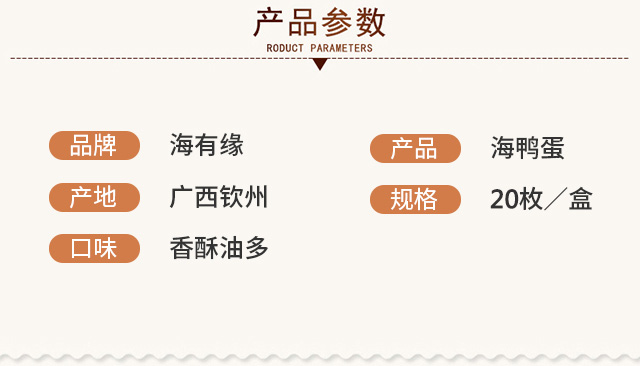 产品参数
RODUCT PARAMETERS
品牌 海有缘
产品 海鸭蛋
产地 广西钦州
规格 20枚／盒
口味 香酥油多